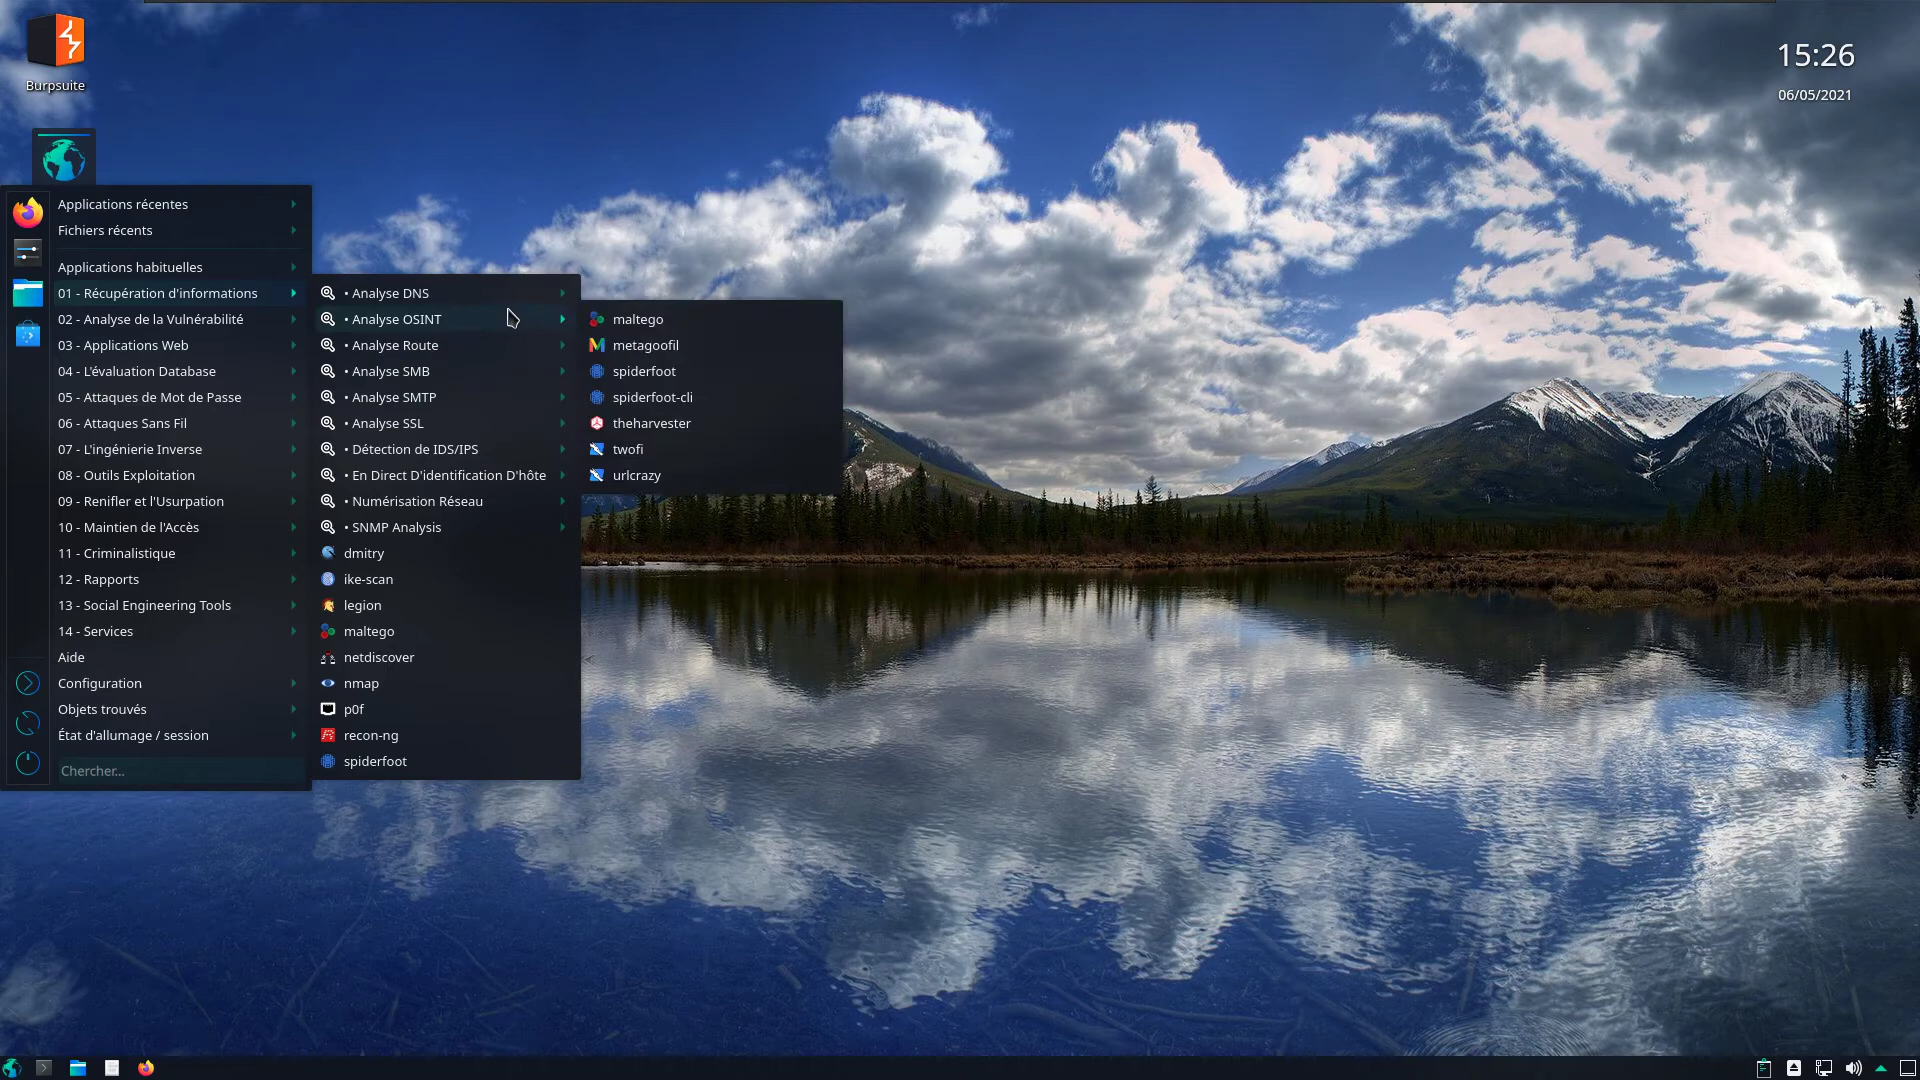 Burpsuite
15:26
06/05/2021
Applications récentes
Fichiers récents
Applications habituelles
01 - Récupération d'informations
02 - Analyse de la Vulnérabilité
03 - Applications Web
04 - L'évaluation Database
05 - Attaques de Mot de Passe
06 - Attaques Sans Fil
07 - L'ingénierie Inverse
08 - Outils Exploitation
09 - Renifler et l'Usurpation
10 - Maintien de l'Accès
11 - Criminalistique
12 - Rapports
13 - Social Engineering Tools
14 - Services
Aide
Configuration
Objets trouvés
État d'allumage / session
Chercher...
• Analyse DNS
• Analyse OSINT
• Analyse Route
• Analyse SMB
• Analyse SMTP
• Analyse SSL
• Détection de IDS/IPS
• En Direct D'identification D'hôte
• Numérisation Réseau
• SNMP Analysis
dmitry
ike-scan
legion
maltego
netdiscover
nmap
p0f
recon-ng
spiderfoot
maltego
metagoofil
spiderfoot
spiderfoot-cli
theharvester
twofi
urlcrazy